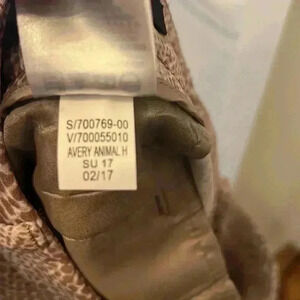 S/700769-00
V/700055010
AVERY ANIMAL H
SU 17
02/17